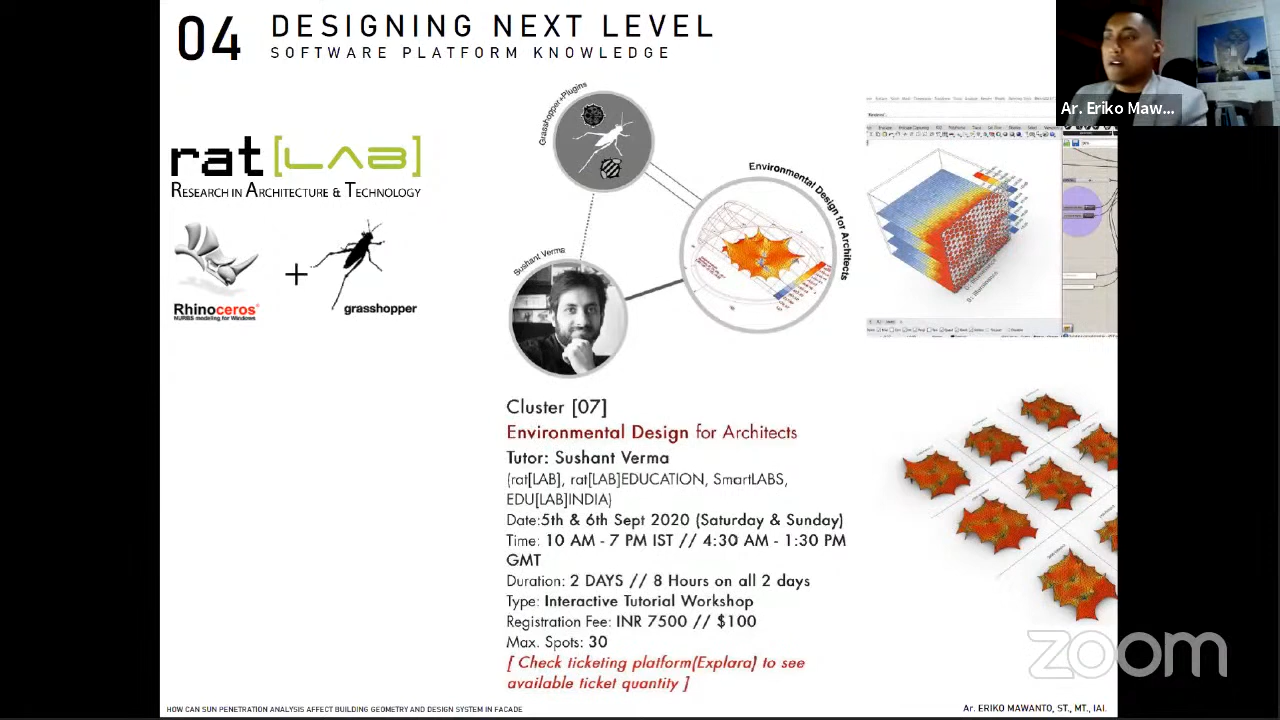 04
DESIGNING NEXT LEVEL
SOFTWARE PLATFORM KNOWLEDGE
Ar. Eriko Maw...
rat[LAB]
RESEARCH IN ARCHITECTURE & TECHNOLOGY
Rhinoceros®
NURBS modeling for Windows
+
grasshopper
Grasshopper+Plugins
Environmental Design for Architects
Sushant Verma
Cluster [07]
Environmental Design for Architects
Tutor: Sushant Verma
(rat[LAB], rat[LAB]EDUCATION, SmartLABS,
EDU[LAB]INDIA)
Date:5th & 6th Sept 2020 (Saturday & Sunday)
Time: 10 AM - 7 PM IST // 4:30 AM - 1:30 PM
GMT
Duration: 2 DAYS // 8 Hours on all 2 days
Type: Interactive Tutorial Workshop
Registration Fee: INR 7500 // $100
Max. Spots: 30
[ Check ticketing platform(Explara) to see
available ticket quantity ]
zoom
HOW CAN SUN PENETRATION ANALYSIS AFFECT BUILDING GEOMETRY AND DESIGN SYSTEM IN FACADE
Ar. ERIKO MAWANTO, ST., MT., IAI.